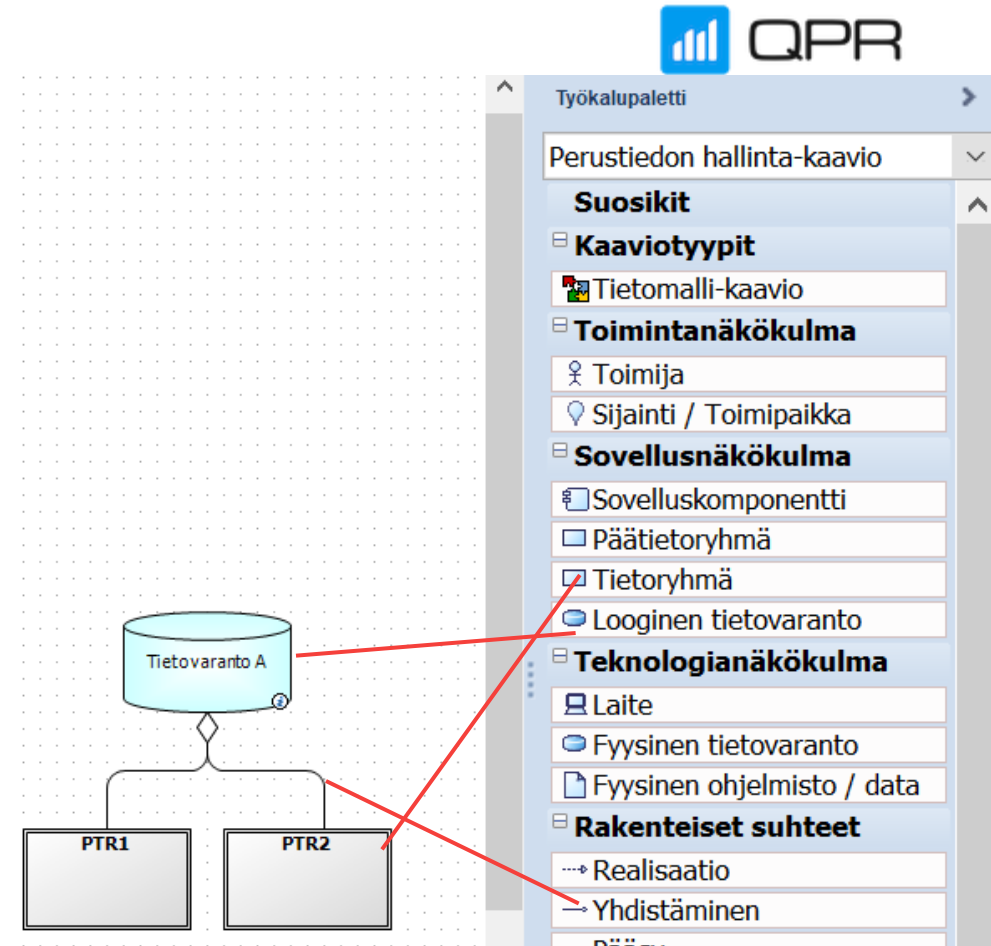 QPR
Työkalupaletti
Perustiedon hallinta-kaavio
Suosikit
Kaaviotyypit
Tietomalli-kaavio
Toimintanäkökulma
Toimija
Sijainti / Toimipaikka
Sovellusnäkökulma
Sovelluskomponentti
Päätietoryhmä
Tietoryhmä
Looginen tietovaranto
Teknologianäkökulma
Laite
Fyysinen tietovaranto
Fyysinen ohjelmisto / data
Rakenteiset suhteet
Realisaatio
Yhdistäminen
Tietovaranto A
PTR1
PTR2